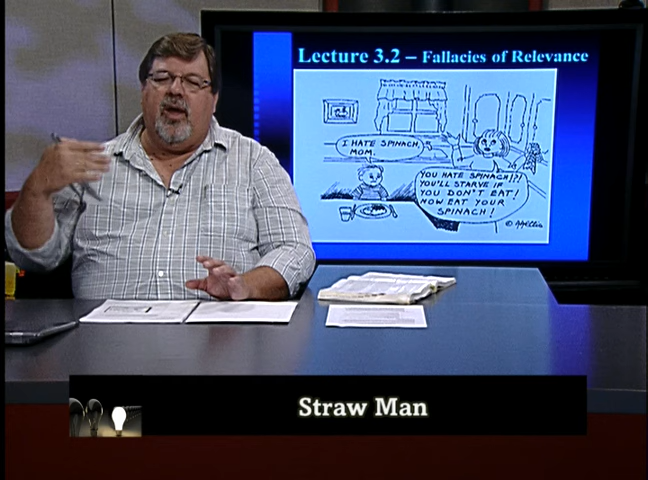 Lecture 3.2 – Fallacies of Relevance
I HATE SPINACH,
MOM.
YOU HATE SPINACH!?!
YOU'LL STARVE IF
YOU DON'T EAT!
NOW EAT YOUR
SPINACH!
Straw Man